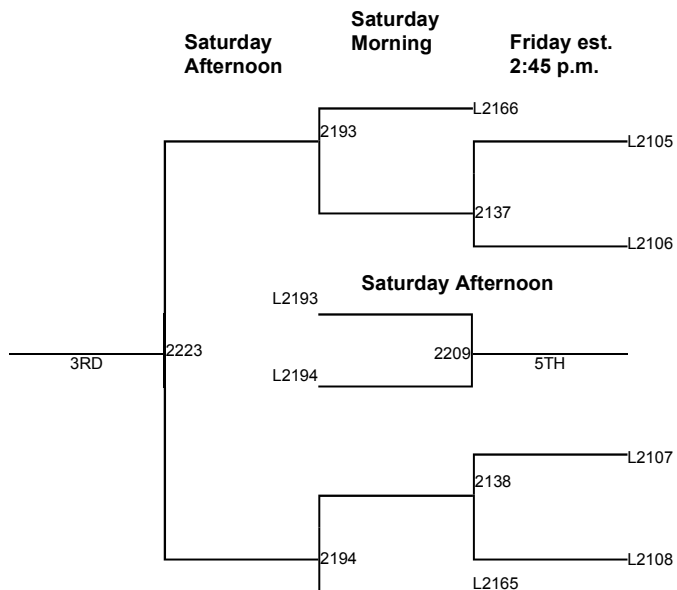 Saturday
Afternoon
Saturday
Morning
Friday est.
2:45 p.m.
L2166
2193
L2105
2137
L2106
Saturday Afternoon
L2193
2223
3RD
2209
5TH
L2194
L2107
2138
2194
L2108
L2165